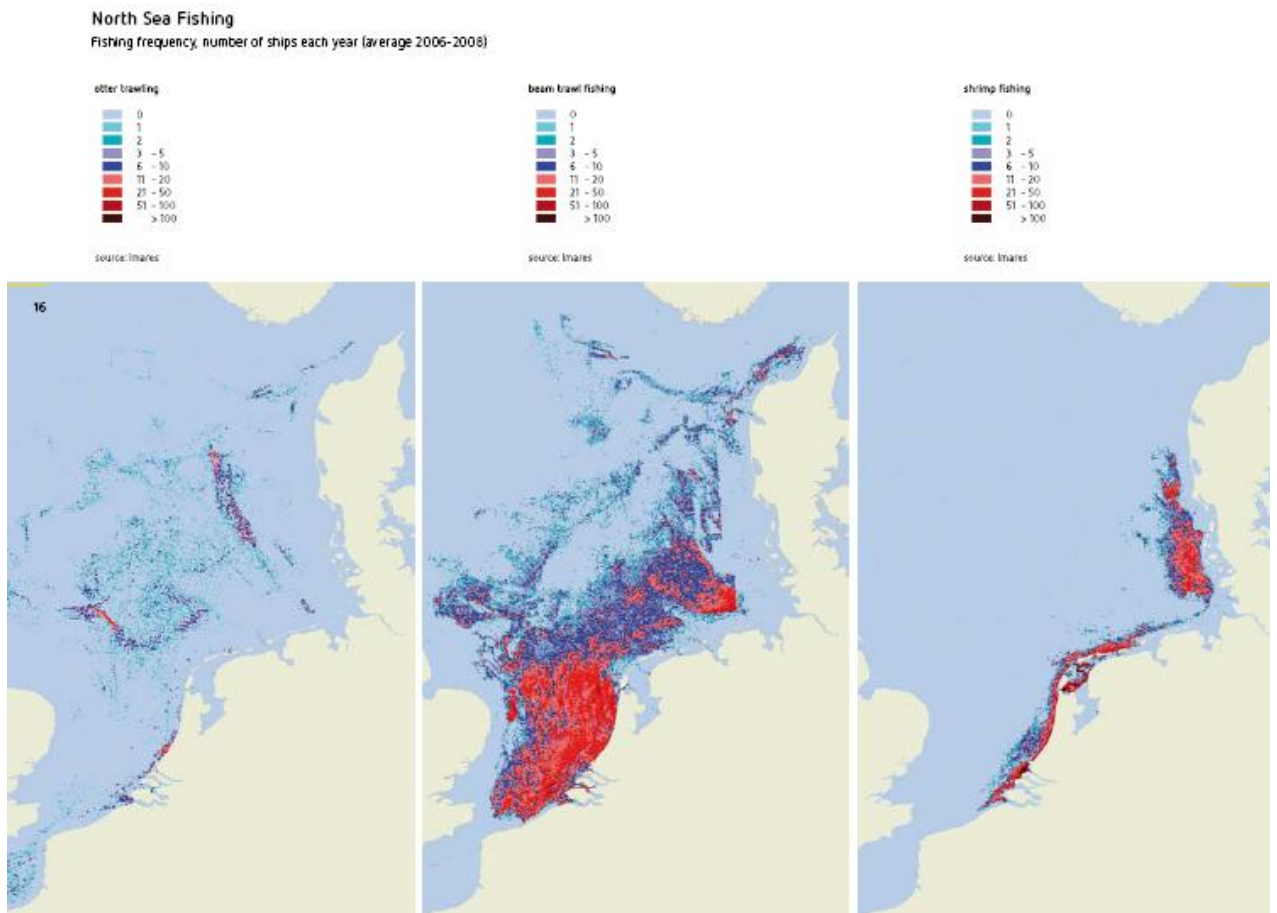 North Sea Fishing
Fishing frequency, number of ships each year (average 2006-2008)
otter trawling
0
1
2
3 - 5
6 - 10
11 - 20
21 - 50
51 - 100
> 100
source: Imares
beam trawl fishing
0
1
2
3 - 5
6 - 10
11 - 20
21 - 50
51 - 100
> 100
source: Imares
shrimp fishing
0
1
2
3 - 5
6 - 10
11 - 20
21 - 50
51 - 100
> 100
source: Imares
16